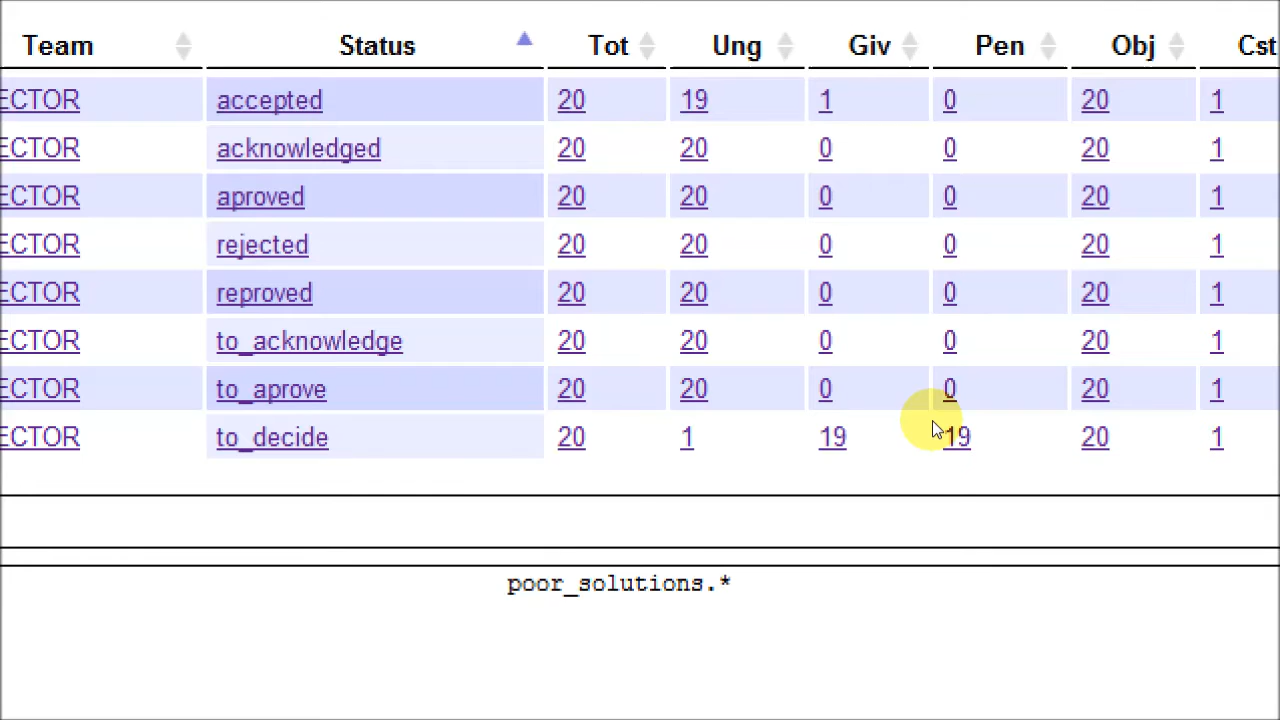 Team Status Tot Ung Giv Pen Obj Cst
ECTOR accepted 20 19 1 0 20 1
ECTOR acknowledged 20 20 0 0 20 1
ECTOR aproved 20 20 0 0 20 1
ECTOR rejected 20 20 0 0 20 1
ECTOR reproved 20 20 0 0 20 1
ECTOR to_acknowledge 20 20 0 0 20 1
ECTOR to_aprove 20 20 0 0 20 1
ECTOR to_decide 20 1 19 19 20 1
poor_solutions.*